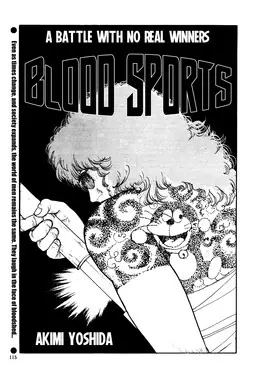 A BATTLE WITH NO REAL WINNERS
BLOOD SPORTS
Even as times change, and society expands, the world of men remains the same. They laugh in the face of bloodshed...
AKIMI YOSHIDA
115